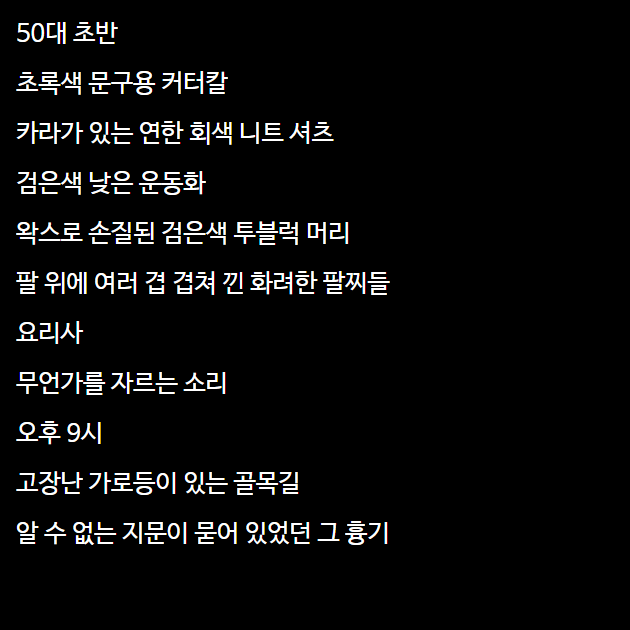 50대 초반
초록색 문구용 커터칼
카라가 있는 연한 회색 니트 셔츠
검은색 낮은 운동화
왁스로 손질된 검은색 투블럭 머리
팔 위에 여러 겹 겹쳐 낀 화려한 팔찌들
요리사
무언가를 자르는 소리
오후 9시
고장난 가로등이 있는 골목길
알 수 없는 지문이 묻어 있었던 그 흉기